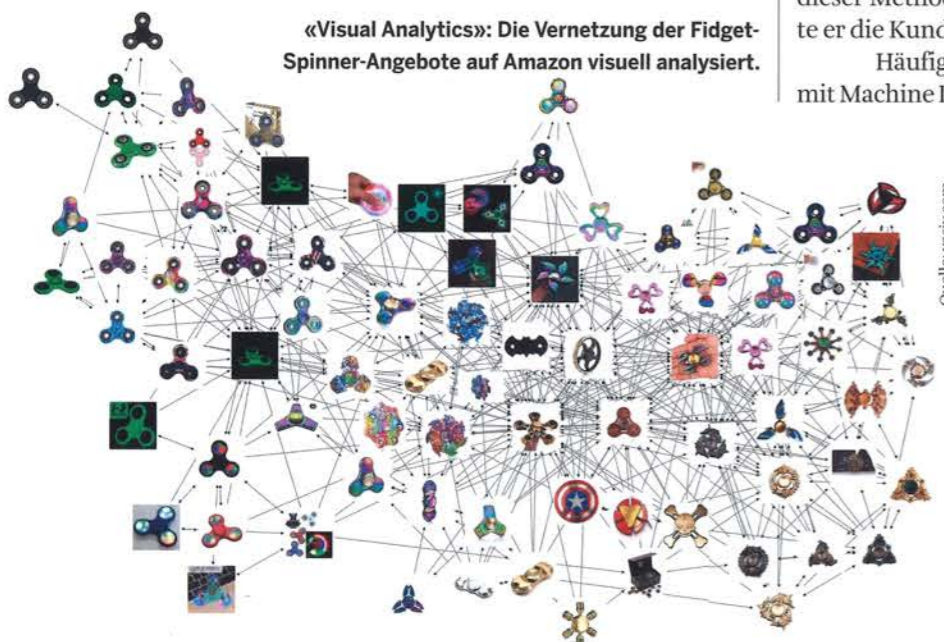 «Visual Analytics»: Die Vernetzung der Fidget-
Spinner-Angebote auf Amazon visuell analysiert.
te er die Kund
Häufig
mit Machine L